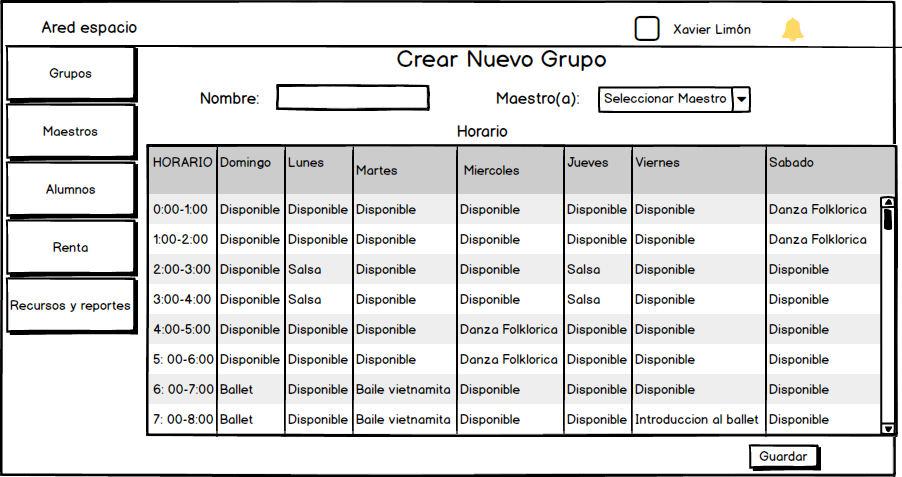 Ared espacio
Xavier Limón
Grupos
Maestros
Alumnos
Renta
Recursos y reportes
Crear Nuevo Grupo
Nombre: Maestro(a): Seleccionar Maestro
Horario
HORARIO Domingo Lunes Martes Miercoles Jueves Viernes Sabado
0:00-1:00 Disponible Disponible Disponible Disponible Disponible Disponible Danza Folklorica
1:00-2:00 Disponible Disponible Disponible Disponible Disponible Disponible Danza Folklorica
2:00-3:00 Disponible Salsa Disponible Disponible Salsa Disponible Disponible
3:00-4:00 Disponible Salsa Disponible Disponible Salsa Disponible Disponible
4:00-5:00 Disponible Disponible Disponible Danza Folklorica Disponible Disponible Disponible
5: 00-6:00 Disponible Disponible Disponible Danza Folklorica Disponible Disponible Disponible
6: 00-7:00 Ballet Disponible Baile vietnamita Disponible Disponible Disponible Disponible
7: 00-8:00 Ballet Disponible Baile vietnamita Disponible Disponible Introduccion al ballet Disponible
Guardar